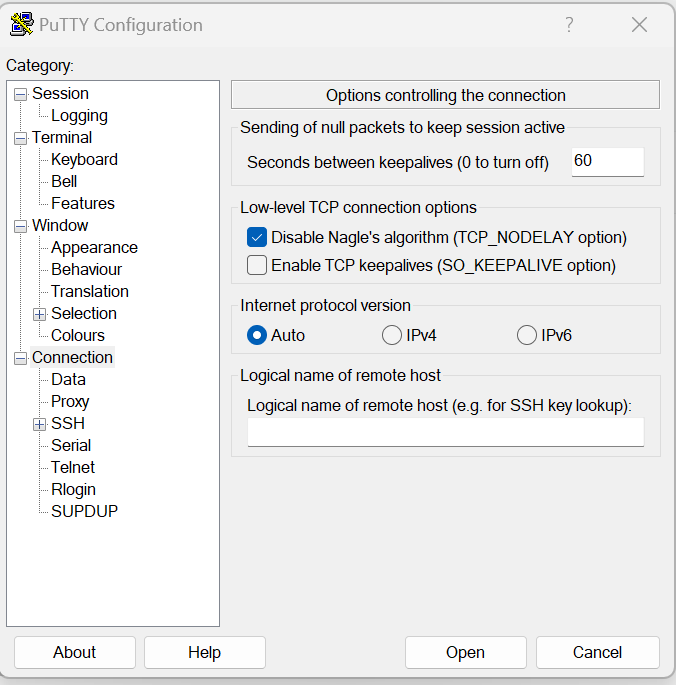 PuTTY Configuration
?
Category:
Session
Logging
Terminal
Keyboard
Bell
Features
Window
Appearance
Behaviour
Translation
Selection
Colours
Connection
Data
Proxy
SSH
Serial
Telnet
Rlogin
SUPDUP
Options controlling the connection
Sending of null packets to keep session active
Seconds between keepalives (0 to turn off) 60
Low-level TCP connection options
Disable Nagle's algorithm (TCP_NODELAY option)
Enable TCP keepalives (SO_KEEPALIVE option)
Internet protocol version
Auto IPv4 IPv6
Logical name of remote host
Logical name of remote host (e.g. for SSH key lookup):
About Help Open Cancel